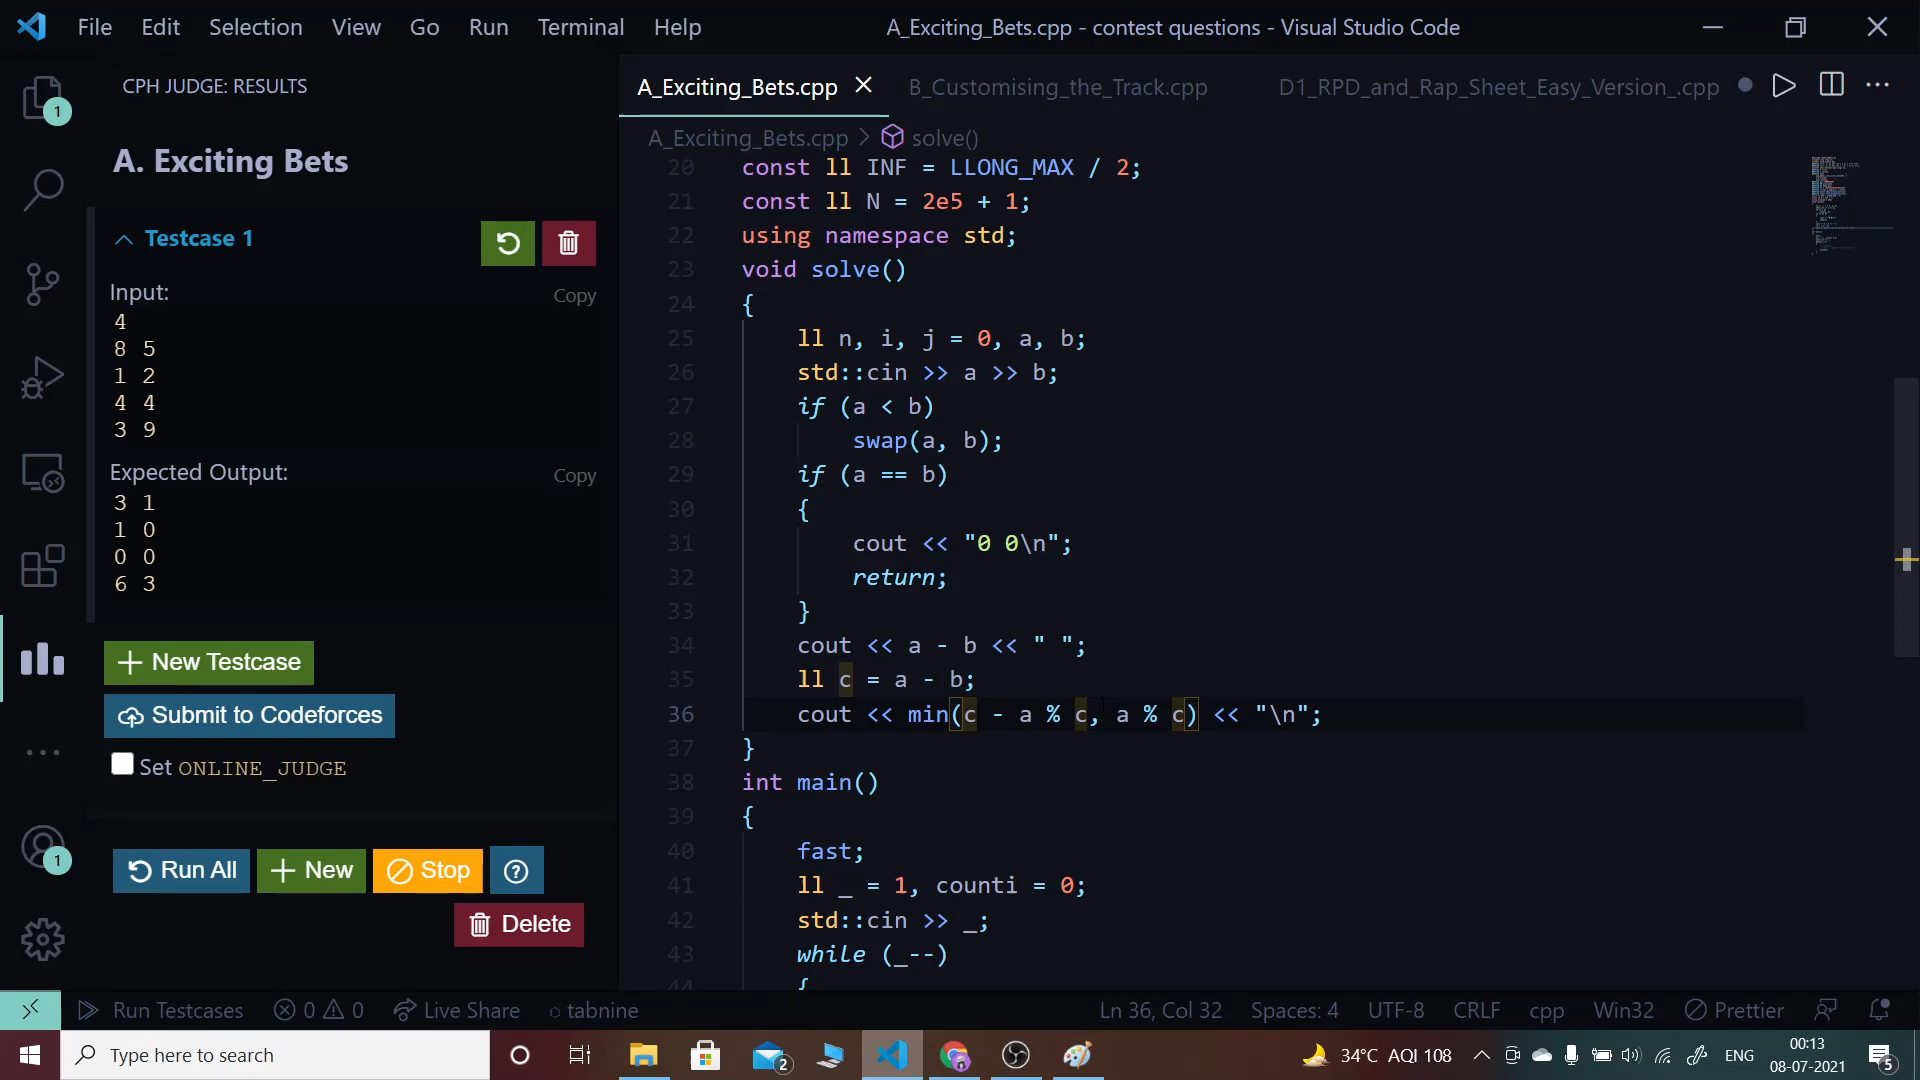 File Edit Selection View Go Run Terminal Help A_Exciting_Bets.cpp - contest questions - Visual Studio Code
CPH JUDGE: RESULTS
A_Exciting_Bets.cpp B_Customising_the_Track.cpp D1_RPD_and_Rap_Sheet_Easy_Version_.cpp
1
A_Exciting_Bets.cpp > solve()
A. Exciting Bets
Testcase 1
Input:
Copy
4
8 5
1 2
4 4
3 9
Expected Output:
Copy
3 1
1 0
0 0
6 3
New Testcase
Submit to Codeforces
Set ONLINE_JUDGE
Run All New Stop ?
Delete
1
20 const ll INF = LLONG_MAX / 2;
21 const ll N = 2e5 + 1;
22 using namespace std;
23 void solve()
24 {
25 ll n, i, j = 0, a, b;
26 std::cin >> a >> b;
27 if (a < b)
28 swap(a, b);
29 if (a == b)
30 {
31 cout << "0 0\n";
32 return;
33 }
34 cout << a - b << " ";
35 ll c = a - b;
36 cout << min(c - a % c, a % c) << "\n";
37 }
38 int main()
39 {
40 fast;
41 ll _ = 1, counti = 0;
42 std::cin >> _;
43 while (_--)
44 {
Run Testcases 0 0 Live Share tabnine Ln 36, Col 32 Spaces: 4 UTF-8 CRLF cpp Win32 Prettier
Type here to search 2 34°C AQI 108 ENG 00:13
08-07-2021 5